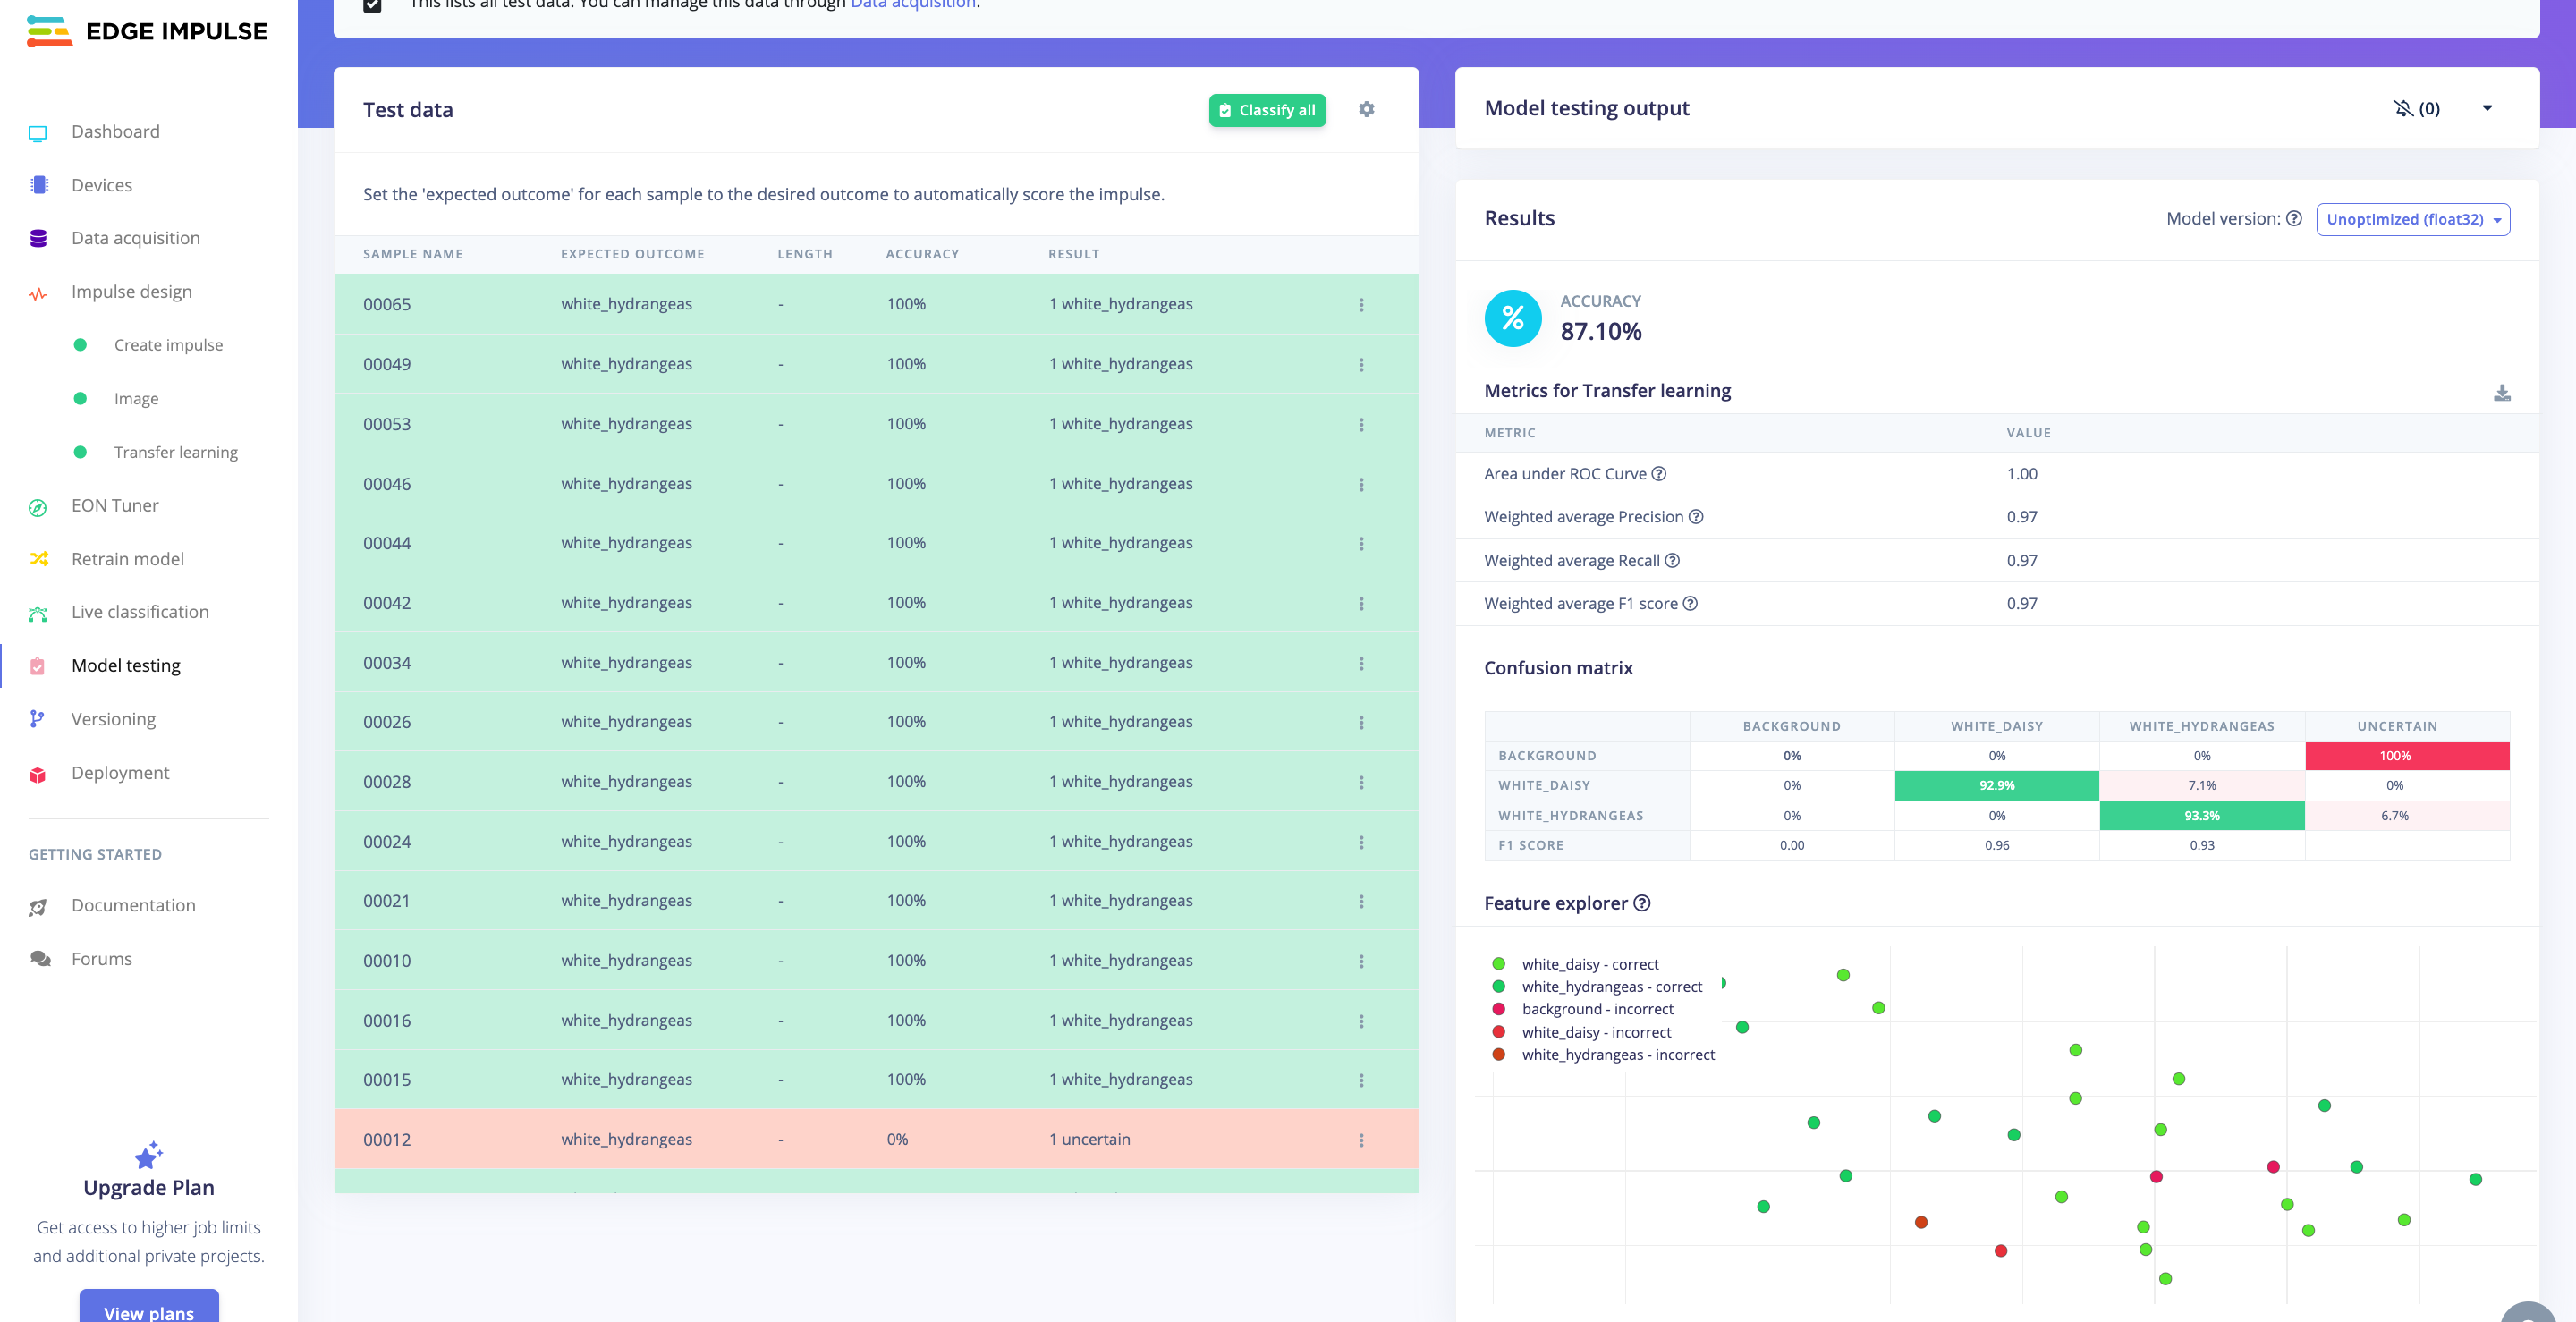 This lists all test data. You can manage this data through Data acquisition.
EDGE IMPULSE
Dashboard
Devices
Data acquisition
Impulse design
Create impulse
Image
Transfer learning
EON Tuner
Retrain model
Live classification
Model testing
Versioning
Deployment
GETTING STARTED
Documentation
Forums
Upgrade Plan
Get access to higher job limits
and additional private projects.
View plans
Test data
Classify all
Set the 'expected outcome' for each sample to the desired outcome to automatically score the impulse.
SAMPLE NAME EXPECTED OUTCOME LENGTH ACCURACY RESULT
00065 white_hydrangeas - 100% 1 white_hydrangeas
00049 white_hydrangeas - 100% 1 white_hydrangeas
00053 white_hydrangeas - 100% 1 white_hydrangeas
00046 white_hydrangeas - 100% 1 white_hydrangeas
00044 white_hydrangeas - 100% 1 white_hydrangeas
00042 white_hydrangeas - 100% 1 white_hydrangeas
00034 white_hydrangeas - 100% 1 white_hydrangeas
00026 white_hydrangeas - 100% 1 white_hydrangeas
00028 white_hydrangeas - 100% 1 white_hydrangeas
00024 white_hydrangeas - 100% 1 white_hydrangeas
00021 white_hydrangeas - 100% 1 white_hydrangeas
00010 white_hydrangeas - 100% 1 white_hydrangeas
00016 white_hydrangeas - 100% 1 white_hydrangeas
00015 white_hydrangeas - 100% 1 white_hydrangeas
00012 white_hydrangeas - 0% 1 uncertain
Model testing output
(0)
Results
Model version: Unoptimized (float32)
%
ACCURACY
87.10%
Metrics for Transfer learning
METRIC VALUE
Area under ROC Curve 1.00
Weighted average Precision 0.97
Weighted average Recall 0.97
Weighted average F1 score 0.97
Confusion matrix
BACKGROUND WHITE_DAISY WHITE_HYDRANGEAS UNCERTAIN
BACKGROUND 0% 0% 0% 100%
WHITE_DAISY 0% 92.9% 7.1% 0%
WHITE_HYDRANGEAS 0% 0% 93.3% 6.7%
F1 SCORE 0.00 0.96 0.93
Feature explorer
white_daisy - correct
white_hydrangeas - correct
background - incorrect
white_daisy - incorrect
white_hydrangeas - incorrect